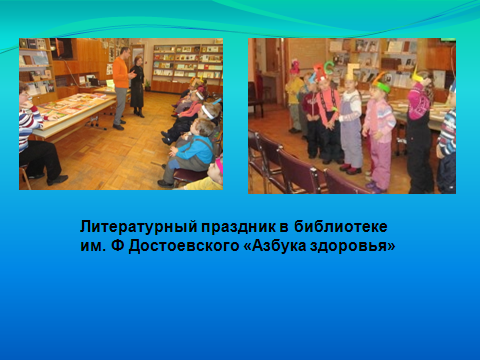 Литературный праздник в библиотеке
им. Ф Достоевского «Азбука здоровья»